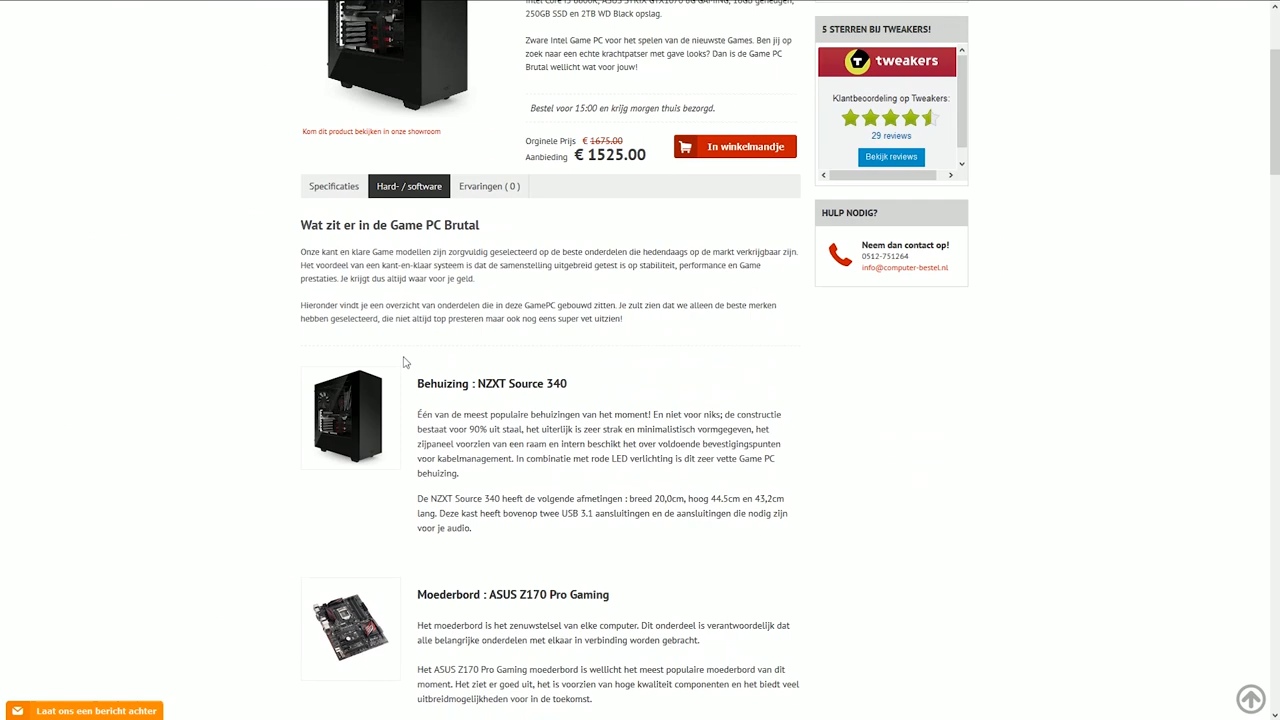 250GB SSD en 2TB WD Black opslag.
Zware Intel Game PC voor het spelen van de nieuwste Games. Ben jij op
zoek naar een echte krachtpatser met gave looks? Dan is de Game PC
Brutal wellicht wat voor jouw!
Bestel voor 15:00 en krijg morgen thuis bezorgd.
Kom dit product bekijken in onze showroom
Orginele Prijs € 1675.00
Aanbieding € 1525.00
In winkelmandje
5 STERREN BIJ TWEAKERS!
tweakers
Klantbeoordeling op Tweakers:
29 reviews
Bekijk reviews
HULP NODIG?
Neem dan contact op!
0512-751264
info@computer-bestel.nl
Specificaties Hard- / software Ervaringen ( 0 )
Wat zit er in de Game PC Brutal
Onze kant en klare Game modellen zijn zorgvuldig geselecteerd op de beste onderdelen die hedendaags op de markt verkrijgbaar zijn.
Het voordeel van een kant-en-klaar systeem is dat de samenstelling uitgebreid getest is op stabiliteit, performance en Game
prestaties. Je krijgt dus altijd waar voor je geld.
Hieronder vindt je een overzicht van onderdelen die in deze GamePC gebouwd zitten. Je zult zien dat we alleen de beste merken
hebben geselecteerd, die niet altijd top presteren maar ook nog eens super vet uitzien!
Behuizing : NZXT Source 340
Één van de meest populaire behuizingen van het moment! En niet voor niks; de constructie
bestaat voor 90% uit staal, het uiterlijk is zeer strak en minimalistisch vormgegeven, het
zijpaneel voorzien van een raam en intern beschikt het over voldoende bevestigingspunten
voor kabelmanagement. In combinatie met rode LED verlichting is dit zeer vette Game PC
behuizing.
De NZXT Source 340 heeft de volgende afmetingen : breed 20,0cm, hoog 44.5cm en 43,2cm
lang. Deze kast heeft bovenop twee USB 3.1 aansluitingen en de aansluitingen die nodig zijn
voor je audio.
Moederbord : ASUS Z170 Pro Gaming
Het moederbord is het zenuwstelsel van elke computer. Dit onderdeel is verantwoordelijk dat
alle belangrijke onderdelen met elkaar in verbinding worden gebracht.
Het ASUS Z170 Pro Gaming moederbord is wellicht het meest populaire moederbord van dit
moment. Het ziet er goed uit, het is voorzien van hoge kwaliteit componenten en het biedt veel
uitbreidmogelijkheden voor in de toekomst.
Laat ons een bericht achter